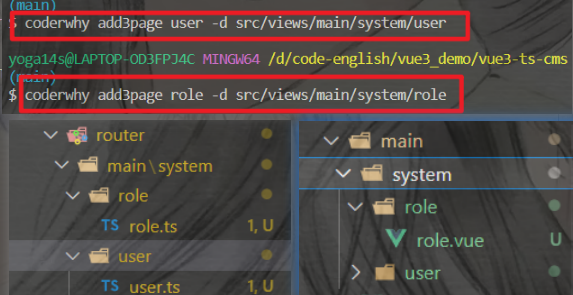 (main)
$ coderwhy add3page user -d src/views/main/system/user
yoga14s@LAPTOP-OD3FPJ4C MINGW64 /d/code-english/vue3_demo/vue3-ts-cms
(main)
$ coderwhy add3page role -d src/views/main/system/role
router
main\system
role
TS role.ts 1, U
user
TS user.ts 1, U
main
system
role
role.vue U
user